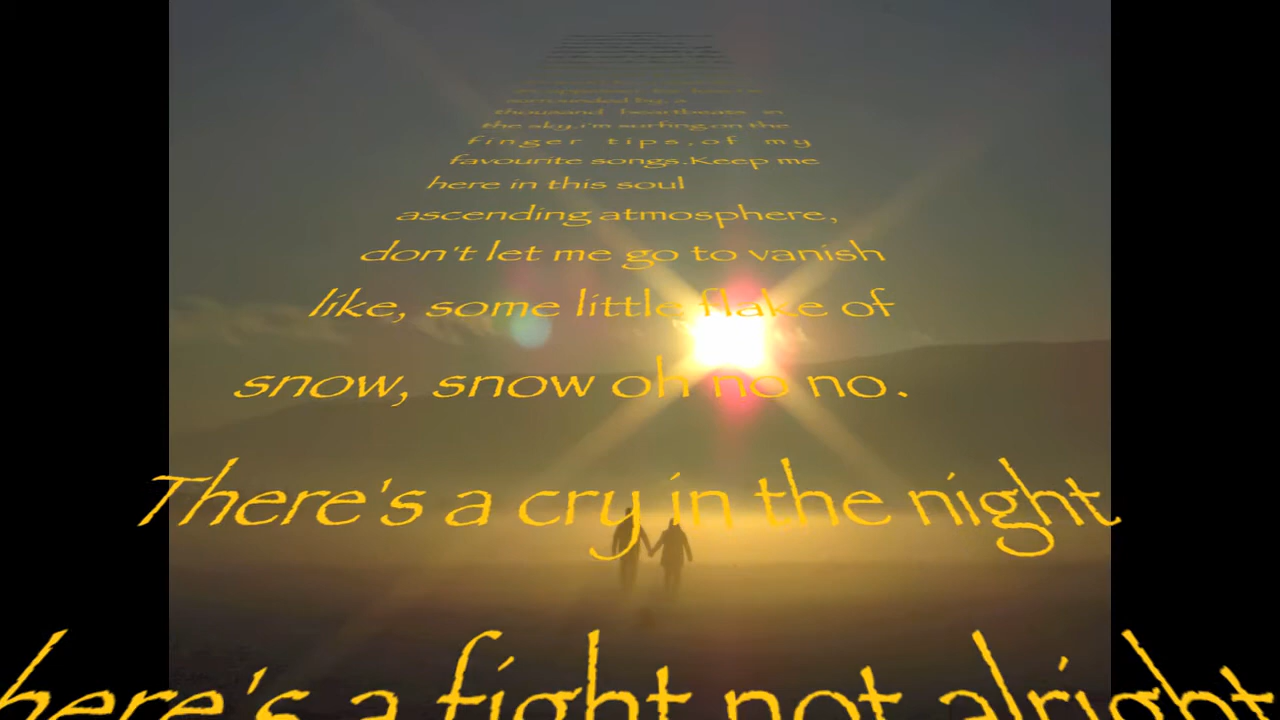 surrounded by, a
thousand heartbeats in
the sky,i'm surfing,on the
finger tips,of my
favourite songs.Keep me
here in this soul
ascending atmosphere,
don't let me go to vanish
like, some little flake of
snow, snow oh no no.
There's a cry in the night
here's a fight not alright